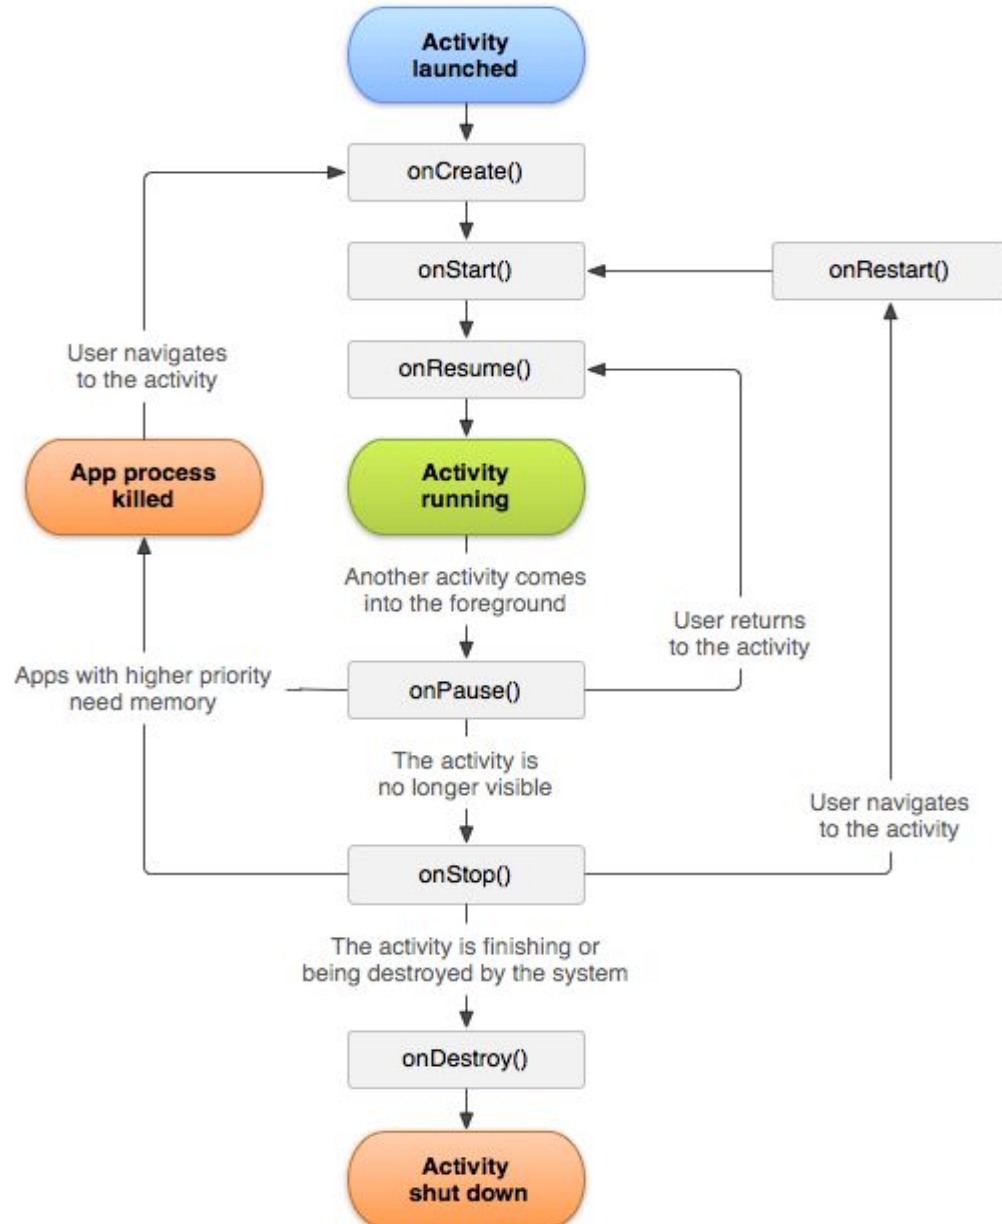 Activity
launched
onCreate()
onStart()
onRestart()
User navigates
to the activity
onResume()
App process
killed
Activity
running
Another activity comes
into the foreground
User returns
to the activity
Apps with higher priority
need memory
onPause()
The activity is
no longer visible
User navigates
to the activity
onStop()
The activity is finishing or
being destroyed by the system
onDestroy()
Activity
shut down